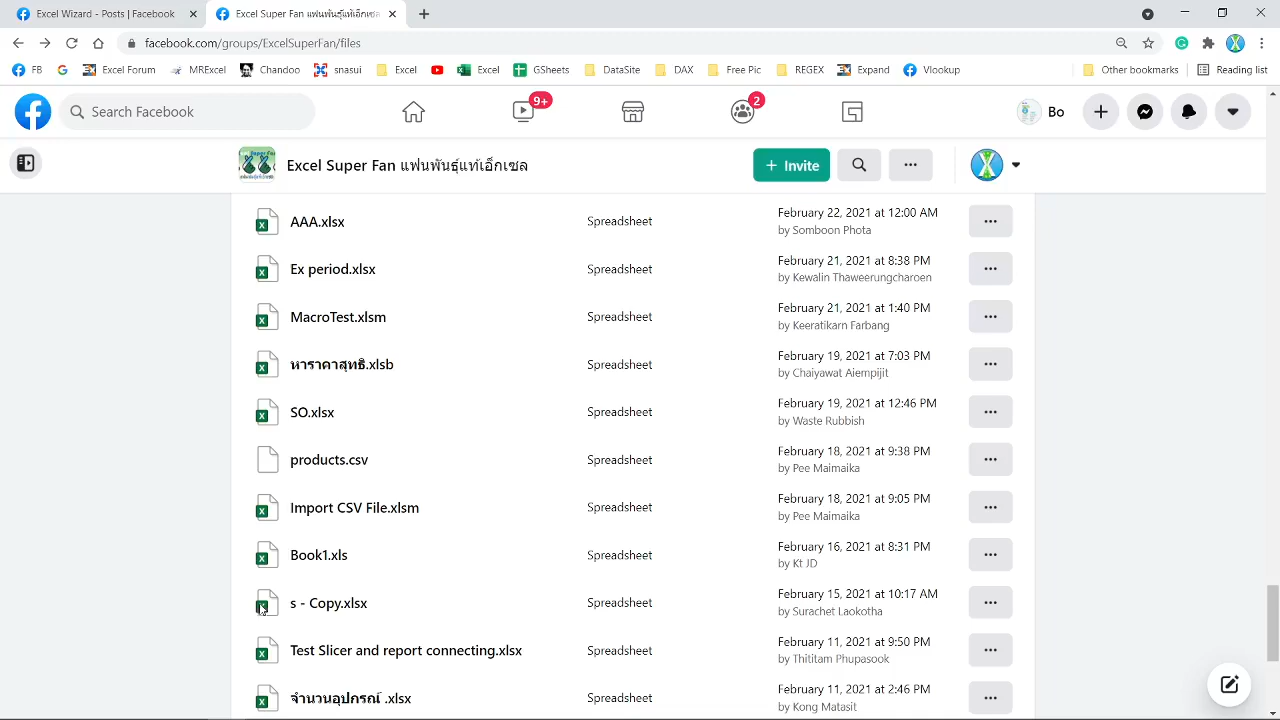 Excel Wizard - Posts | Facebook
Excel Super Fan แฟนพันธุ์แท้เอ็กเซล
facebook.com/groups/ExcelSuperFan/files
FB
Excel Forum
MRExcel
Chandoo
snasui
Excel
Excel
GSheets
DataSite
DAX
Free Pic
REGEX
Expand
Vlookup
Other bookmarks
Reading list
Search Facebook
9+
2
Bo
Excel Super Fan แฟนพันธุ์แท้เอ็กเซล
+ Invite
AAA.xlsx Spreadsheet February 22, 2021 at 12:00 AM
by Somboon Phota
Ex period.xlsx Spreadsheet February 21, 2021 at 8:38 PM
by Kewalin Thaweerungcharoen
MacroTest.xlsm Spreadsheet February 21, 2021 at 1:40 PM
by Keeratikarn Farbang
หาราคาสุทธิ.xlsb Spreadsheet February 19, 2021 at 7:03 PM
by Chaiyawat Aiempijit
SO.xlsx Spreadsheet February 19, 2021 at 12:46 PM
by Waste Rubbish
products.csv Spreadsheet February 18, 2021 at 9:38 PM
by Pee Maimaika
Import CSV File.xlsm Spreadsheet February 18, 2021 at 9:05 PM
by Pee Maimaika
Book1.xls Spreadsheet February 16, 2021 at 8:31 PM
by Kt JD
s - Copy.xlsx Spreadsheet February 15, 2021 at 10:17 AM
by Surachet Laokotha
Test Slicer and report connecting.xlsx Spreadsheet February 11, 2021 at 9:50 PM
by Thititam Phupasook
จำนวนอุปกรณ์ .xlsx Spreadsheet February 11, 2021 at 2:46 PM
by Kong Matasit